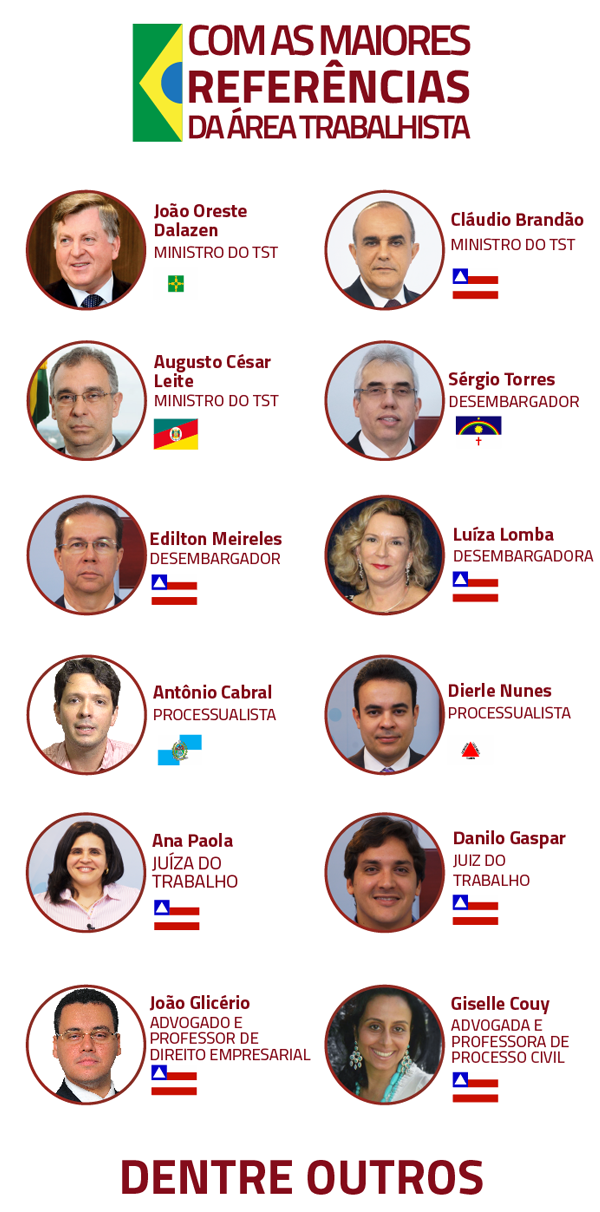 COM AS MAIORES
REFERÊNCIAS
DA ÁREA TRABALHISTA
João Oreste
Dalazen
MINISTRO DO TST
Cláudio Brandão
MINISTRO DO TST
Augusto César
Leite
MINISTRO DO TST
Sérgio Torres
DESEMBARGADOR
Edilton Meireles
DESEMBARGADOR
Luíza Lomba
DESEMBARGADORA
Antônio Cabral
PROCESSUALISTA
Dierle Nunes
PROCESSUALISTA
Ana Paola
JUÍZA DO
TRABALHO
Danilo Gaspar
JUIZ DO
TRABALHO
João Glicério
ADVOGADO E
PROFESSOR DE
DIREITO EMPRESARIAL
Giselle Couy
ADVOGADA E
PROFESSORA DE
PROCESSO CIVIL
DENTRE OUTROS